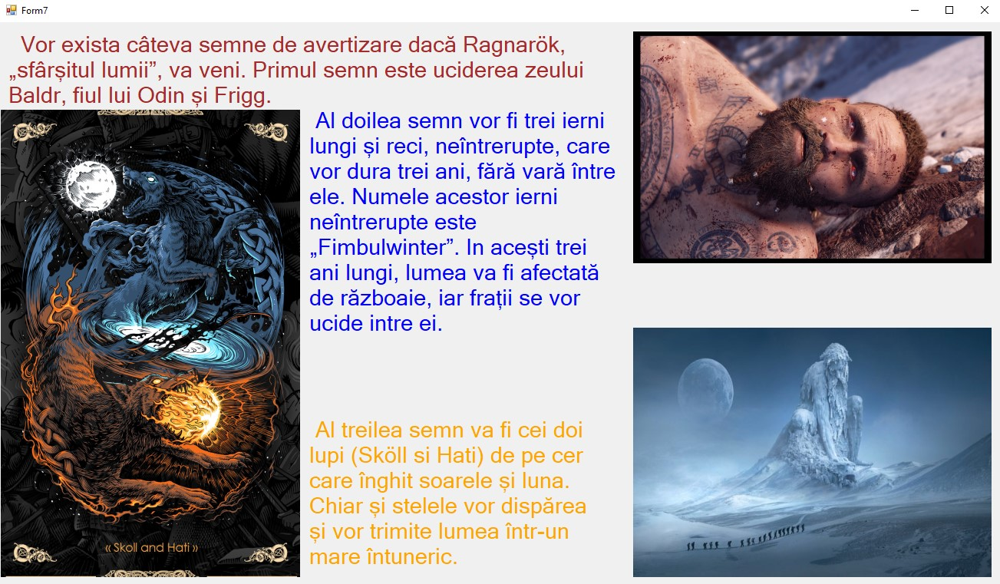 Form7
Vor exista câteva semne de avertizare dacă Ragnarök,
„sfârșitul lumii”, va veni. Primul semn este uciderea zeului
Baldr, fiul lui Odin și Frigg.
Al doilea semn vor fi trei ierni
lungi și reci, neîntrerupte, care
vor dura trei ani, fără vară între
ele. Numele acestor ierni
neîntrerupte este
„Fimbulwinter”. In acești trei
ani lungi, lumea va fi afectată
de războaie, iar frații se vor
ucide intre ei.
Al treilea semn va fi cei doi
lupi (Sköll si Hati) de pe cer
care înghit soarele și luna.
Chiar și stelele vor dispărea
și vor trimite lumea într-un
mare întuneric.
« Skoll and Hati »